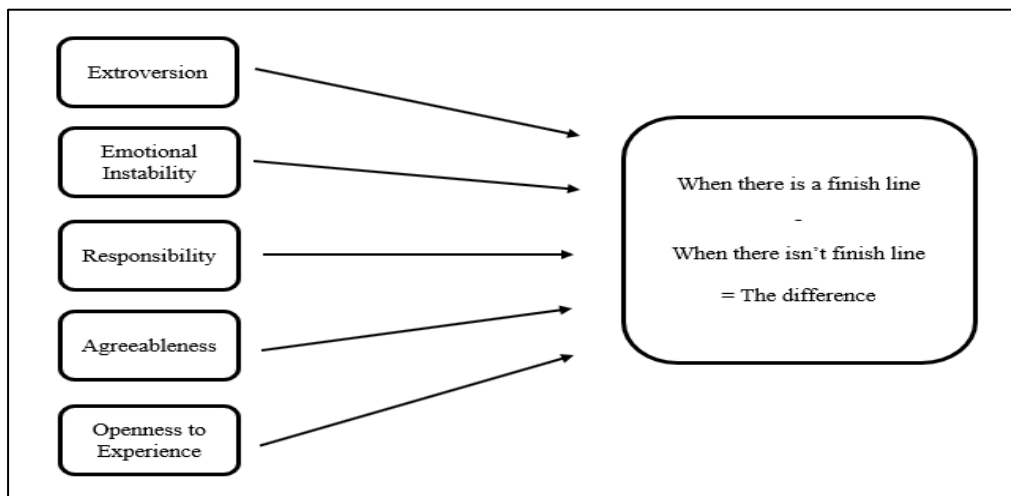 Extroversion
Emotional
Instability
Responsibility
Agreeableness
Openness to
Experience
When there is a finish line
-
When there isn’t finish line
= The difference